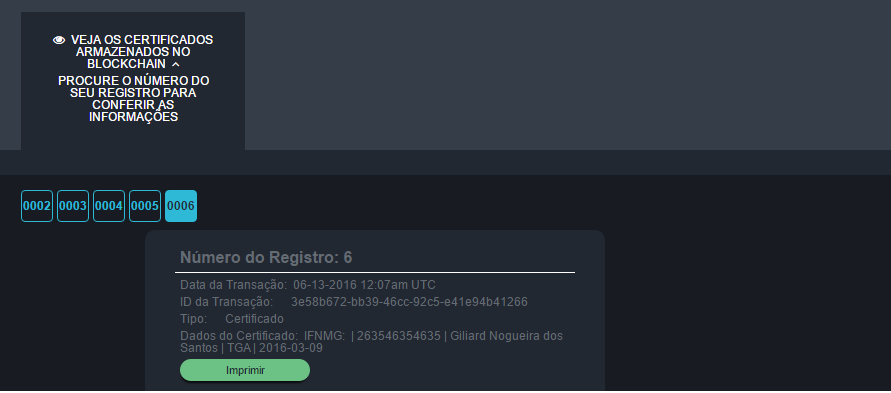 VEJA OS CERTIFICADOS
ARMAZENADOS NO
BLOCKCHAIN
PROCURE O NÚMERO DO
SEU REGISTRO PARA
CONFERIR AS
INFORMAÇÕES
0002 0003 0004 0005 0006
Número do Registro: 6
Data da Transação: 06-13-2016 12:07am UTC
ID da Transação: 3e58b672-bb39-46cc-92c5-e41e94b41266
Tipo: Certificado
Dados do Certificado: IFNMG: | 263546354635 | Giliard Nogueira dos
Santos | TGA | 2016-03-09
Imprimir